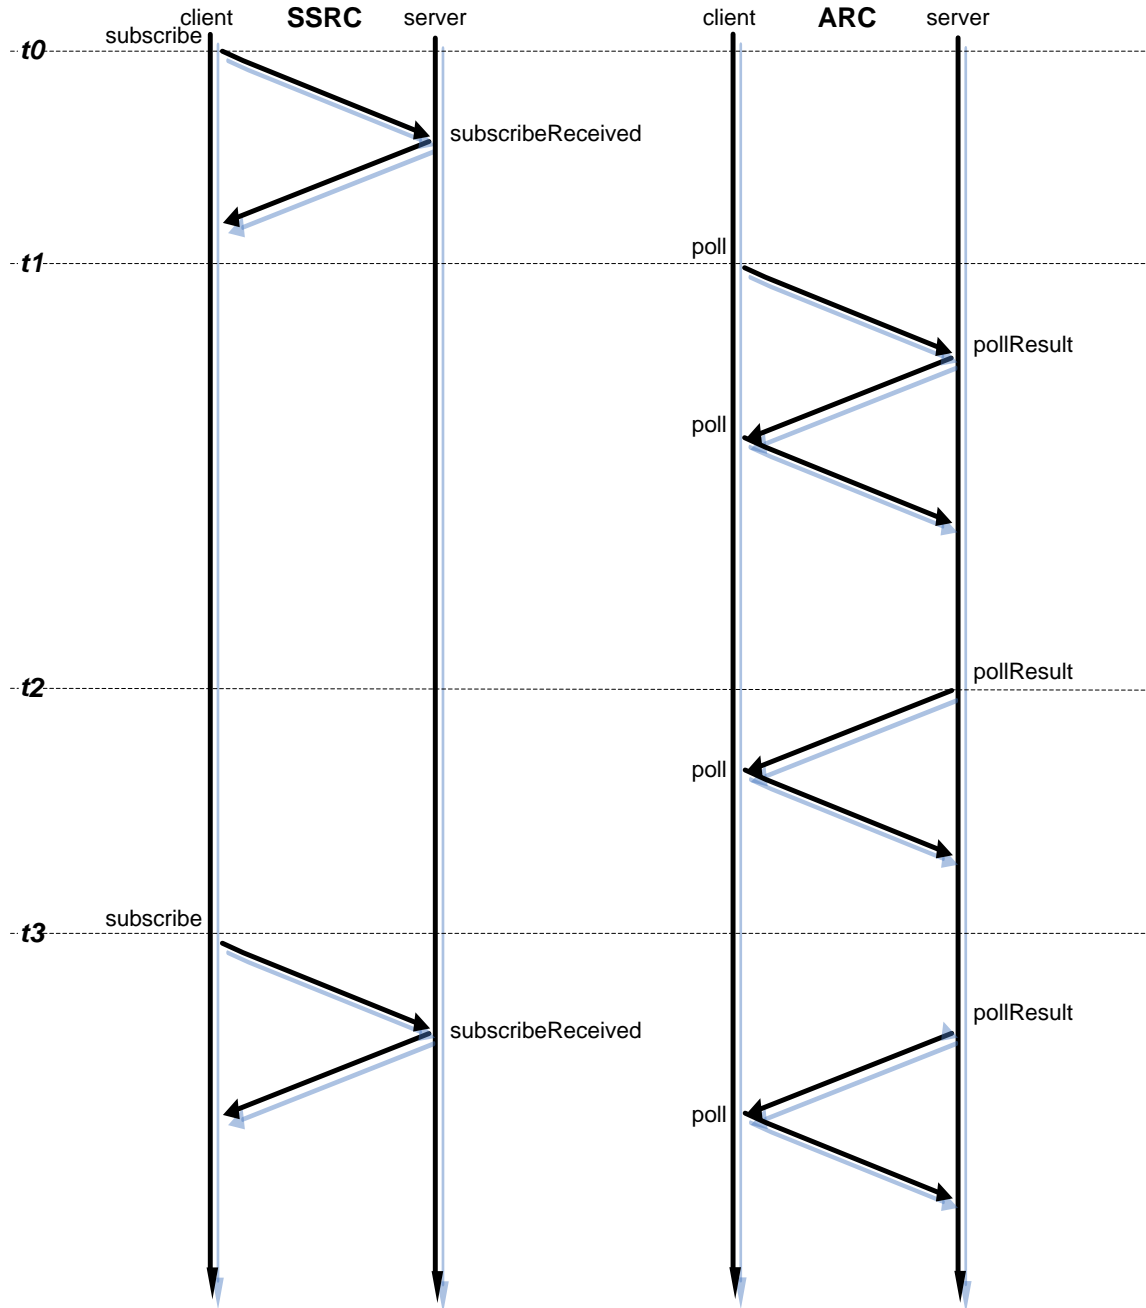 client SSRC server client ARC server
subscribe
t0
subscribeReceived
poll
t1
pollResult
poll
pollResult
t2
poll
subscribe
t3
pollResult
subscribeReceived
poll